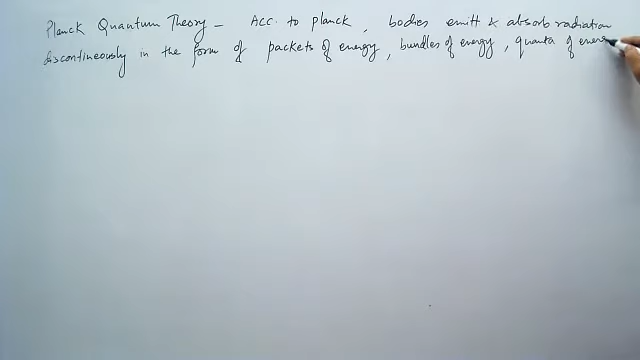 Planck Quantum Theory - Acc. to planck, bodies emitt & absorb radiation
discontineously in the form of packets of energy, bundles of energy, quanta of energ